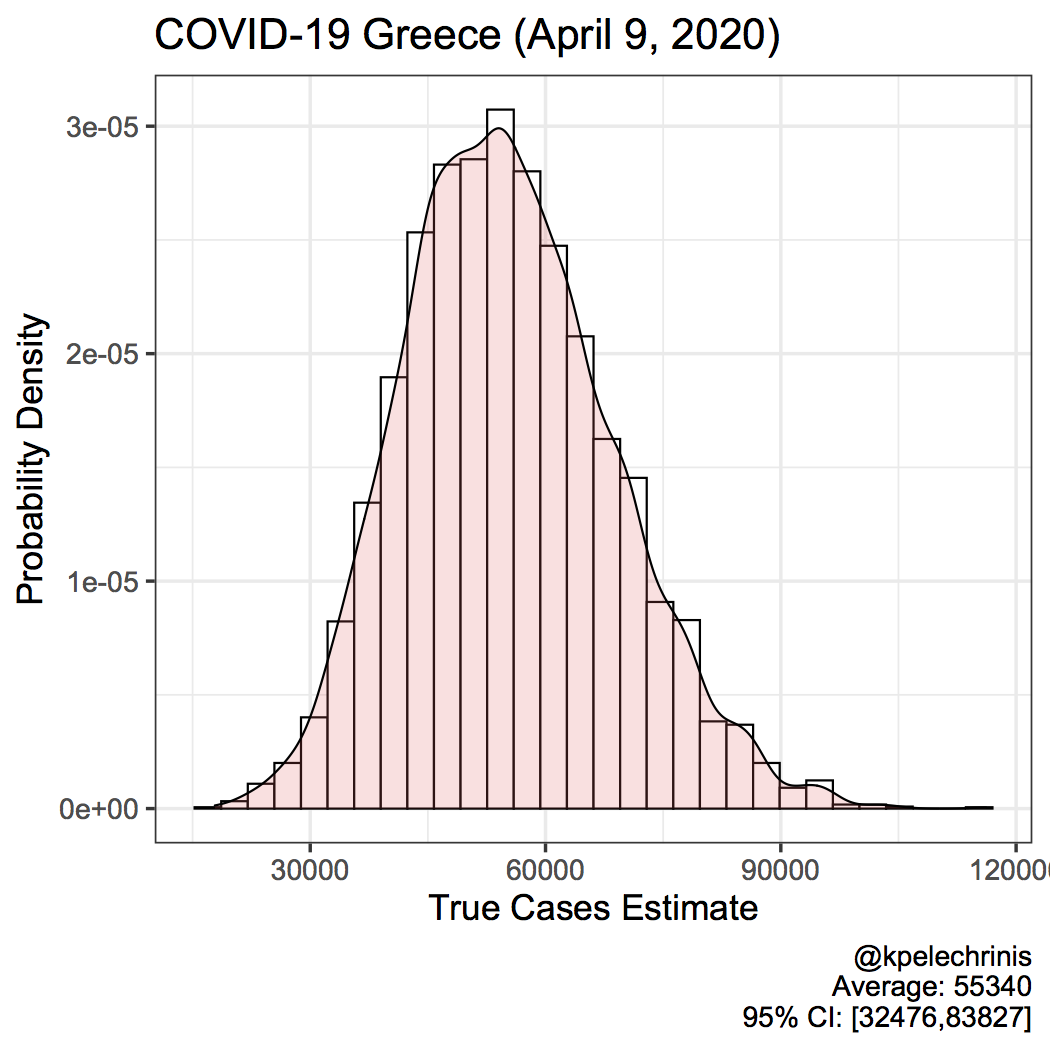 COVID-19 Greece (April 9, 2020)
3e-05
2e-05
1e-05
0e+00
Probability Density
30000
60000
90000
120000
True Cases Estimate
@kpelechrinis
Average: 55340
95% CI: [32476,83827]